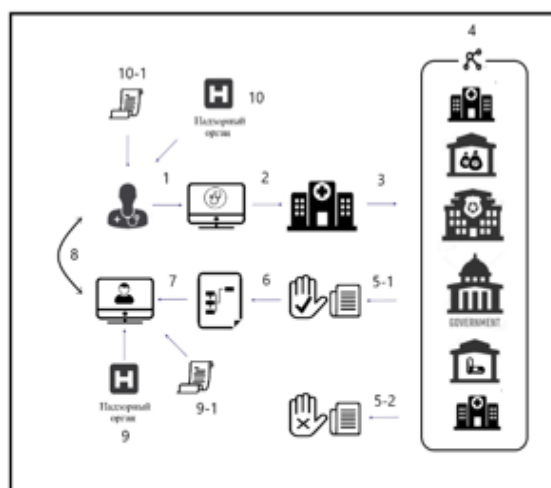 4
10-1
H
10
Надзорный
орган
1
2
3
8
7
6
5-1
GOVERNMENT
H
Надзорный
орган
9
9-1
5-2